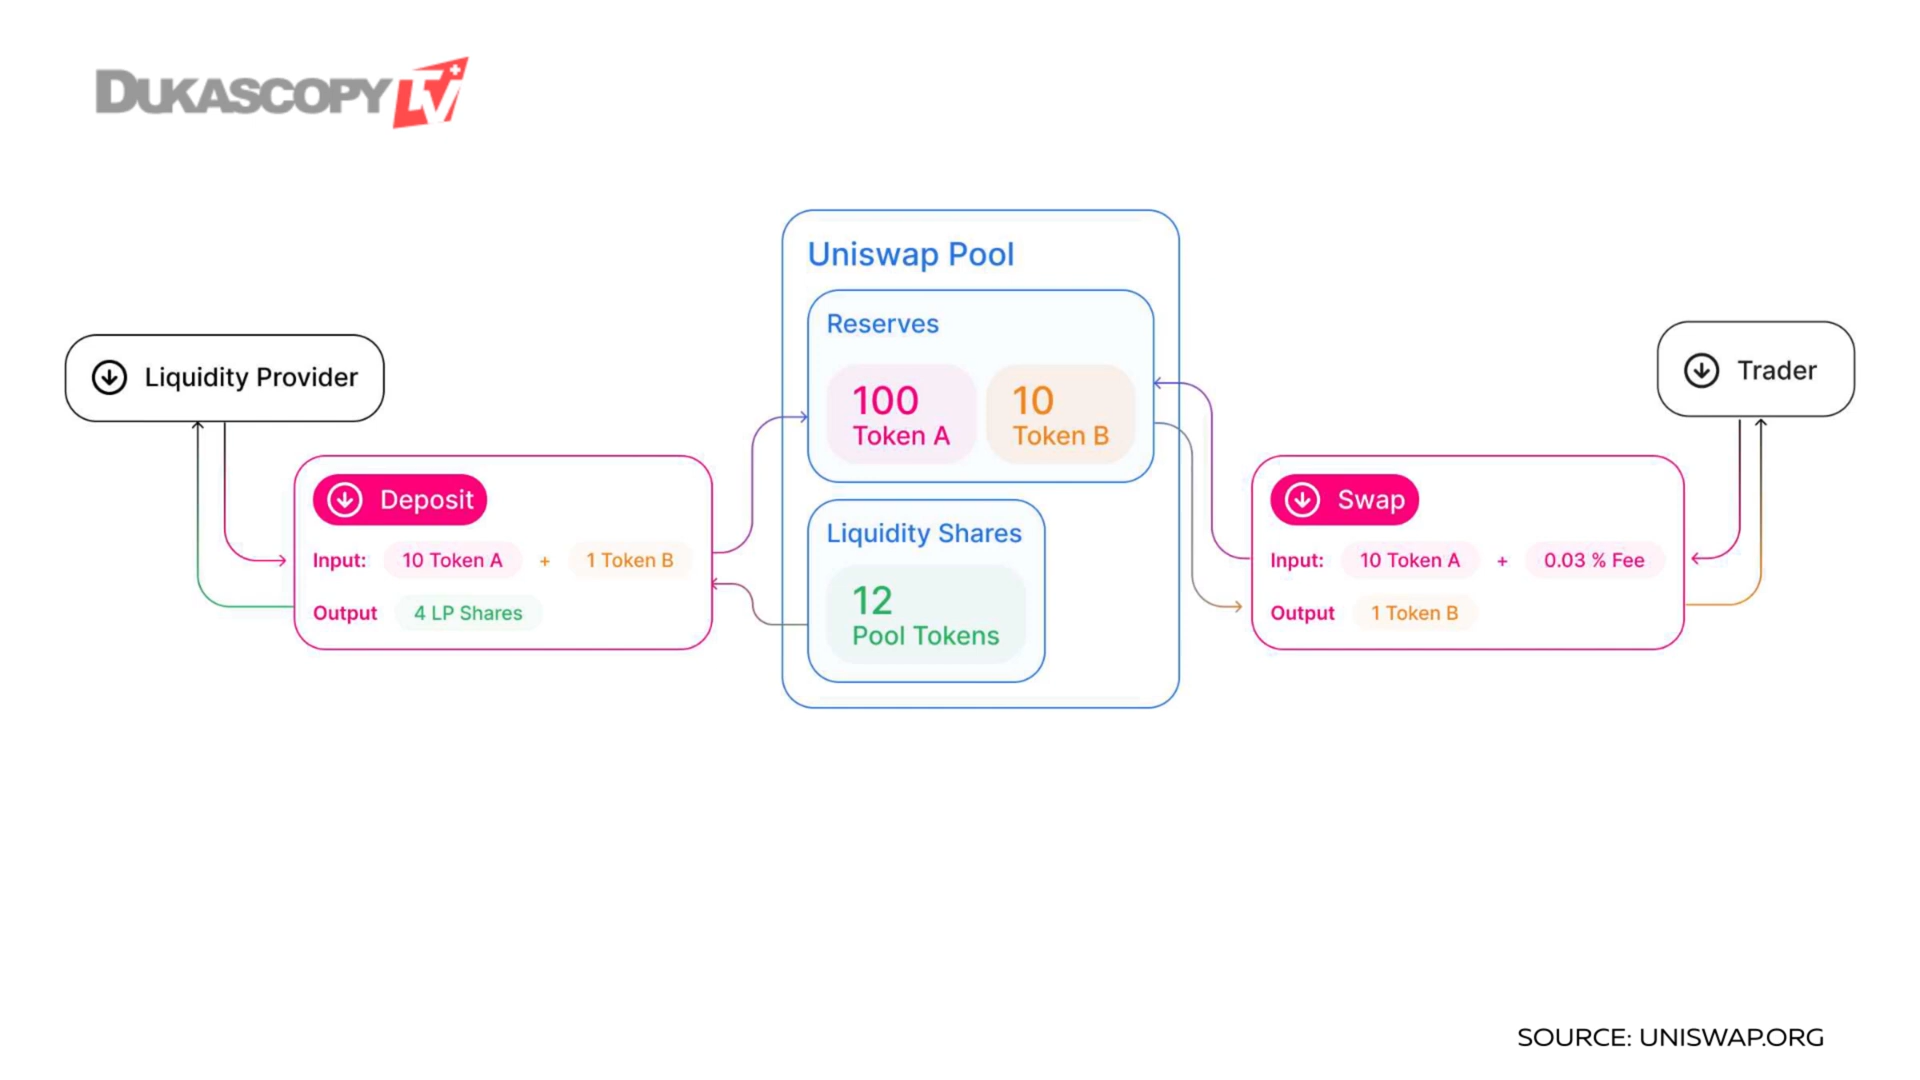 DUKASCOPY TV
Uniswap Pool
Reserves
100
Token A
10
Token B
Liquidity Shares
12
Pool Tokens
Liquidity Provider
Deposit
Input: 10 Token A + 1 Token B
Output 4 LP Shares
Trader
Swap
Input: 10 Token A + 0.03 % Fee
Output 1 Token B
SOURCE: UNISWAP.ORG